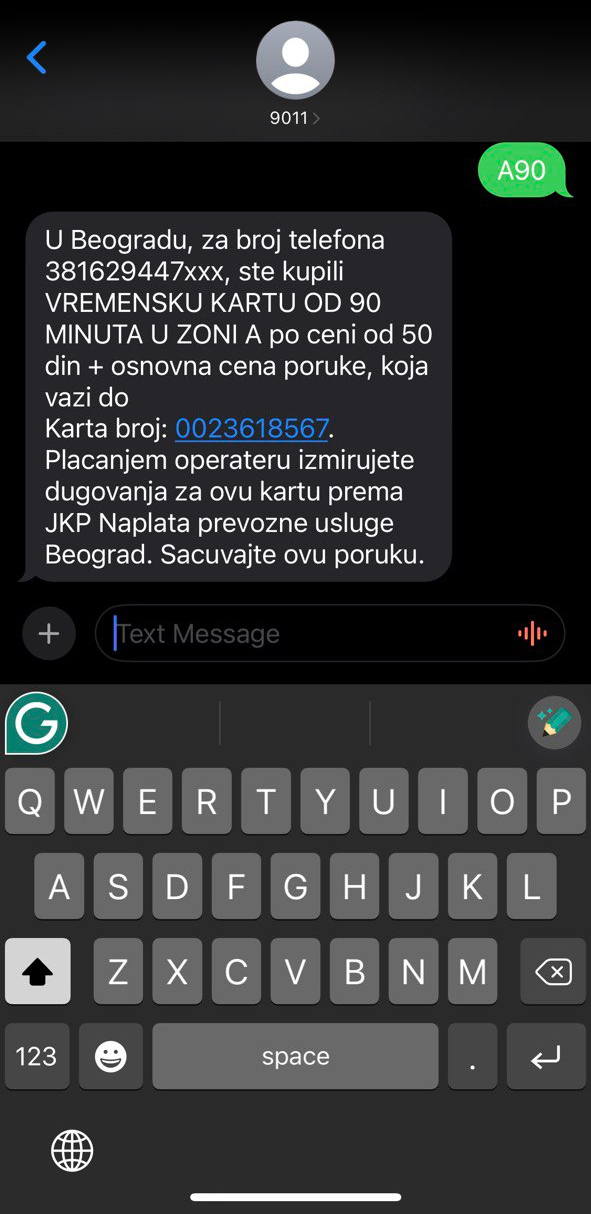 9011
A90
U Beogradu, za broj telefona
381629447xxx, ste kupili
VREMENSKU KARTU OD 90
MINUTA U ZONI A po ceni od 50
din + osnovna cena poruke, koja
vazi do
Karta broj: 0023618567.
Placanjem operateru izmirujete
dugovanja za ovu kartu prema
JKP Naplata prevozne usluge
Beograd. Sacuvajte ovu poruku.
Text Message
G
Q W E R T Y U I O P
A S D F G H J K L
Z X C V B N M
123 space .